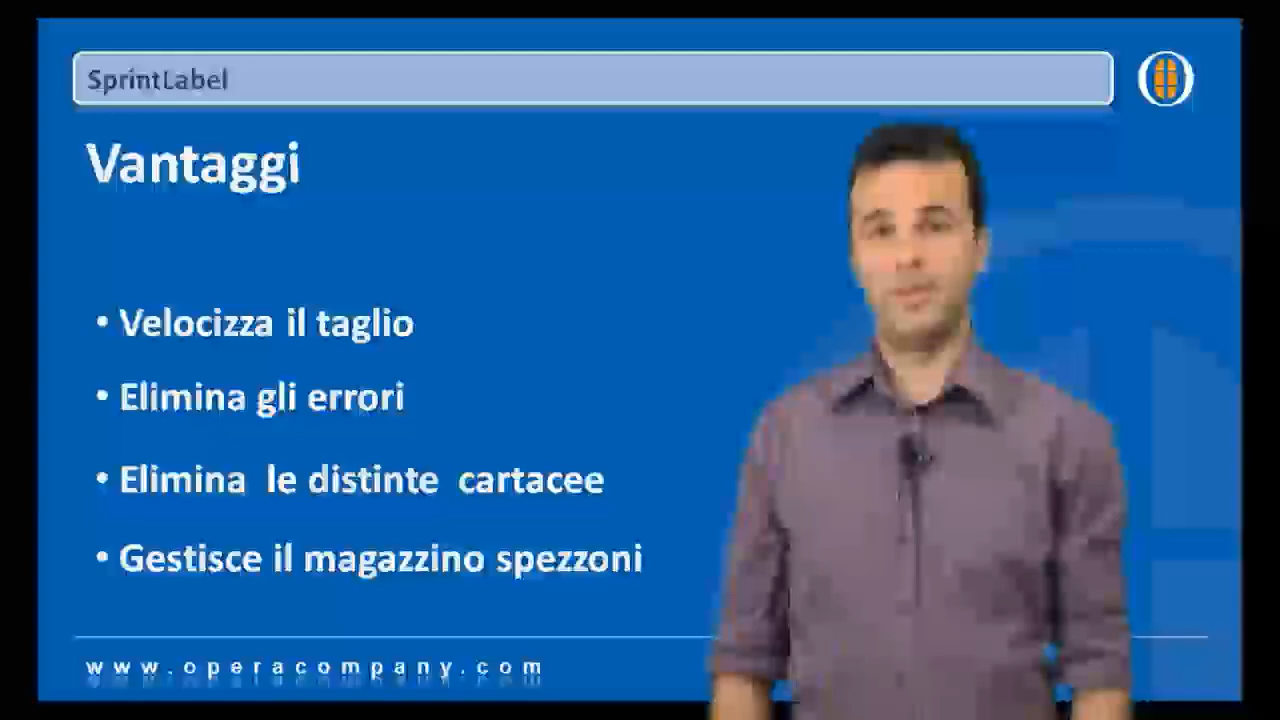 SprintLabel
Vantaggi
• Velocizza il taglio
• Elimina gli errori
• Elimina le distinte cartacee
• Gestisce il magazzino spezzoni
www.operacompany.com